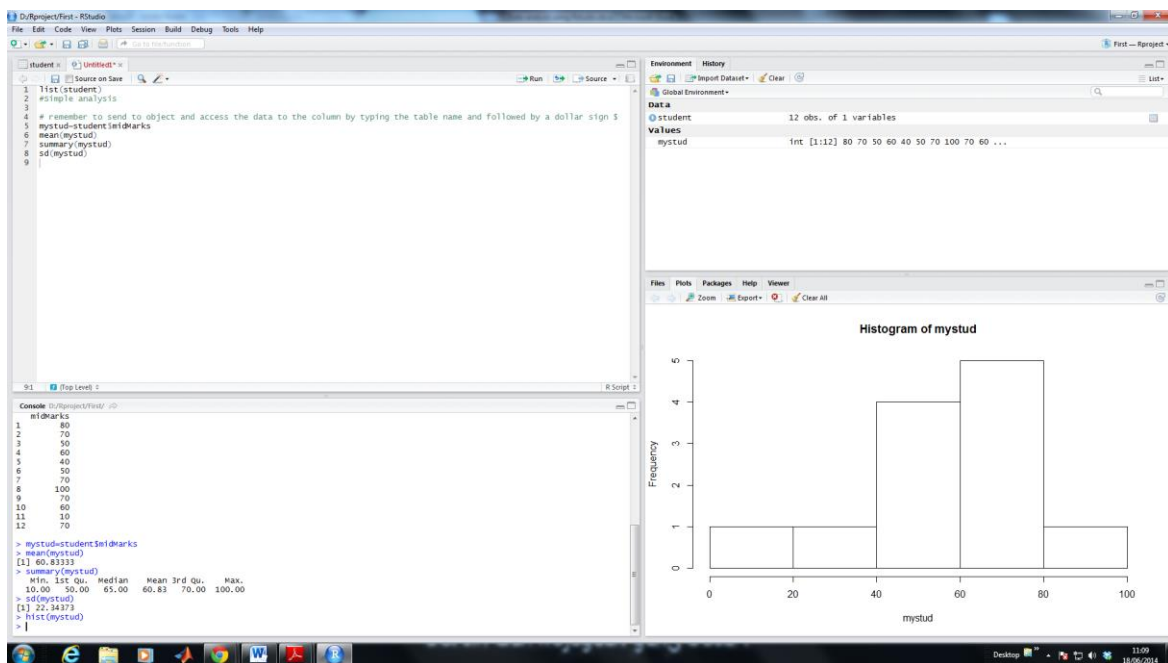 D:/Rproject/First - RStudio
File Edit Code View Plots Session Build Debug Tools Help
Go to file/function
First — Rproject
student
Untitled1*
Source on Save
Run
Source
1 list(student)
2 #simple analysis
3
4 # remember to send to object and access the data to the column by typing the table name and followed by a dollar sign $
5 mystud=student$midMarks
6 mean(mystud)
7 summary(mystud)
8 sd(mystud)
9
9:1 (Top Level)
R Script
Console D:/Rproject/First/
midMarks
1 80
2 70
3 50
4 60
5 40
6 50
7 70
8 100
9 70
10 60
11 10
12 70
> mystud=student$midMarks
> mean(mystud)
[1] 60.83333
> summary(mystud)
Min. 1st Qu. Median Mean 3rd Qu. Max.
10.00 50.00 65.00 60.83 70.00 100.00
> sd(mystud)
[1] 22.34373
> hist(mystud)
>
Environment History
Import Dataset Clear
List
Global Environment
Data
student 12 obs. of 1 variables
Values
mystud int [1:12] 80 70 50 60 40 50 70 100 70 60 ...
Files Plots Packages Help Viewer
Zoom Export Clear All
Histogram of mystud
Frequency
5
4
3
2
1
0
0 20 40 60 80 100
mystud
Desktop
11:09
18/06/2014